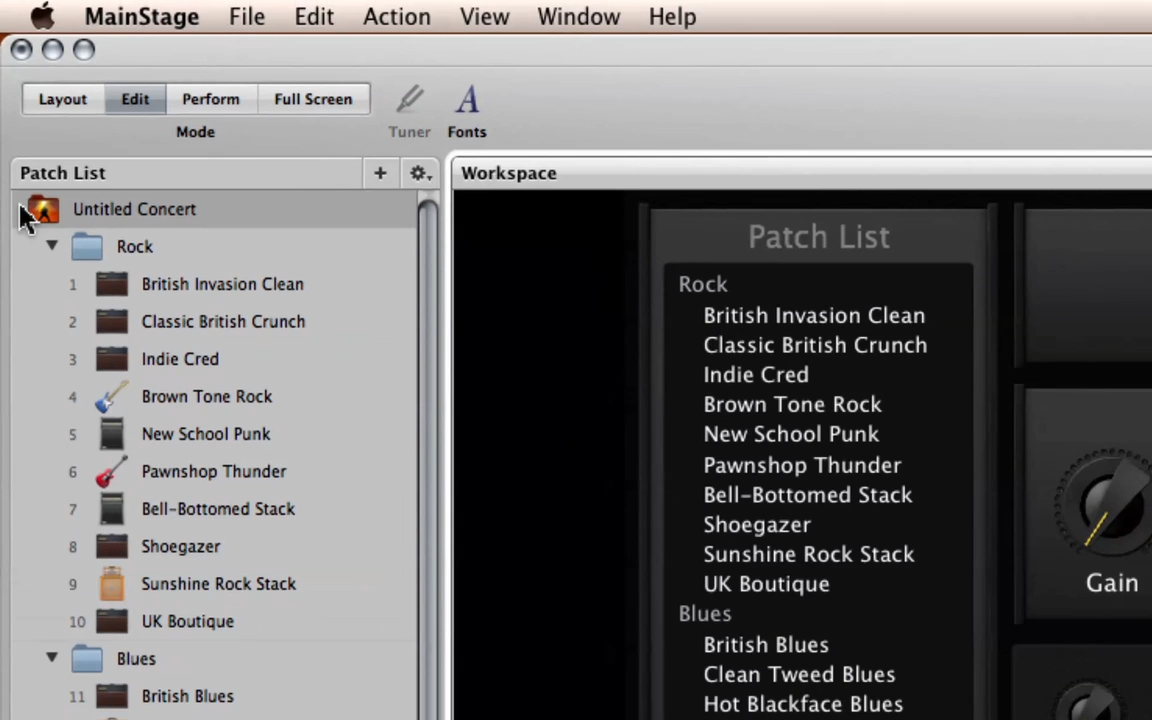 MainStage File Edit Action View Window Help
Layout Edit Perform Full Screen
Mode Tuner Fonts
Patch List +
Untitled Concert
Rock
1 British Invasion Clean
2 Classic British Crunch
3 Indie Cred
4 Brown Tone Rock
5 New School Punk
6 Pawnshop Thunder
7 Bell-Bottomed Stack
8 Shoegazer
9 Sunshine Rock Stack
10 UK Boutique
Blues
11 British Blues
Workspace
Patch List
Rock
British Invasion Clean
Classic British Crunch
Indie Cred
Brown Tone Rock
New School Punk
Pawnshop Thunder
Bell-Bottomed Stack
Shoegazer
Sunshine Rock Stack
UK Boutique
Blues
British Blues
Clean Tweed Blues
Hot Blackface Blues
Gain